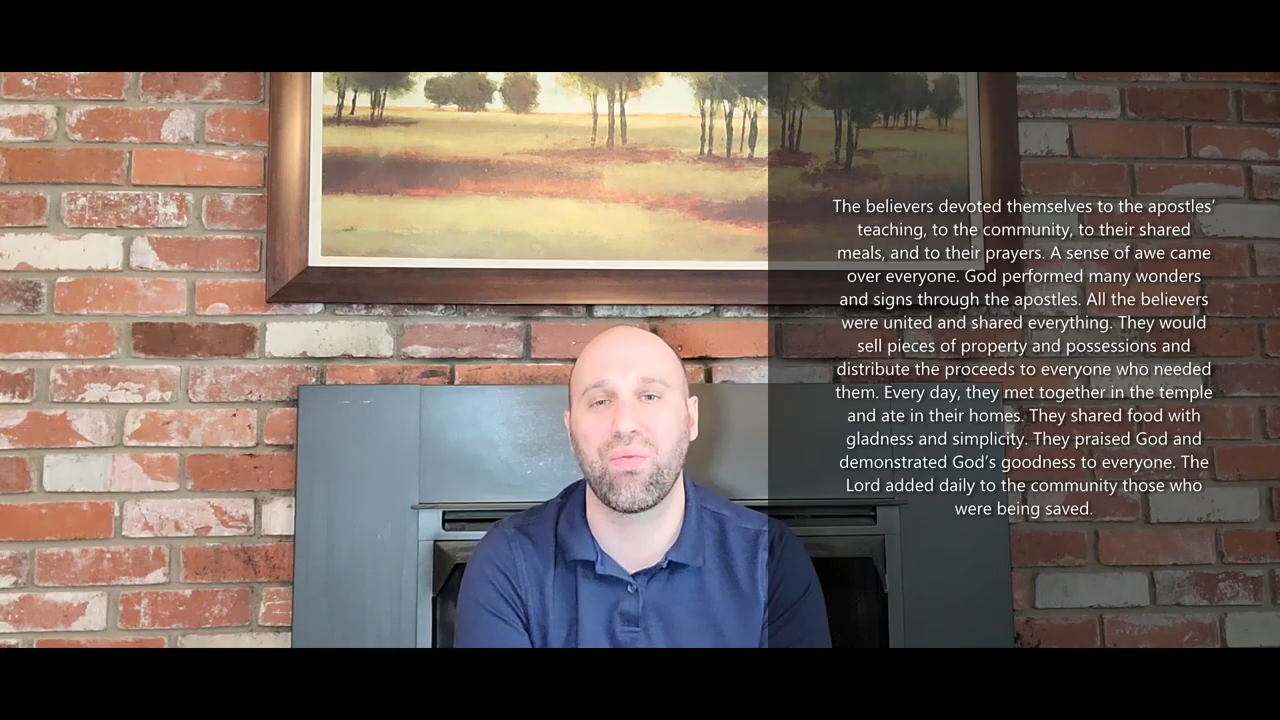 The believers devoted themselves to the apostles’
teaching, to the community, to their shared
meals, and to their prayers. A sense of awe came
over everyone. God performed many wonders
and signs through the apostles. All the believers
were united and shared everything. They would
sell pieces of property and possessions and
distribute the proceeds to everyone who needed
them. Every day, they met together in the temple
and ate in their homes. They shared food with
gladness and simplicity. They praised God and
demonstrated God’s goodness to everyone. The
Lord added daily to the community those who
were being saved.